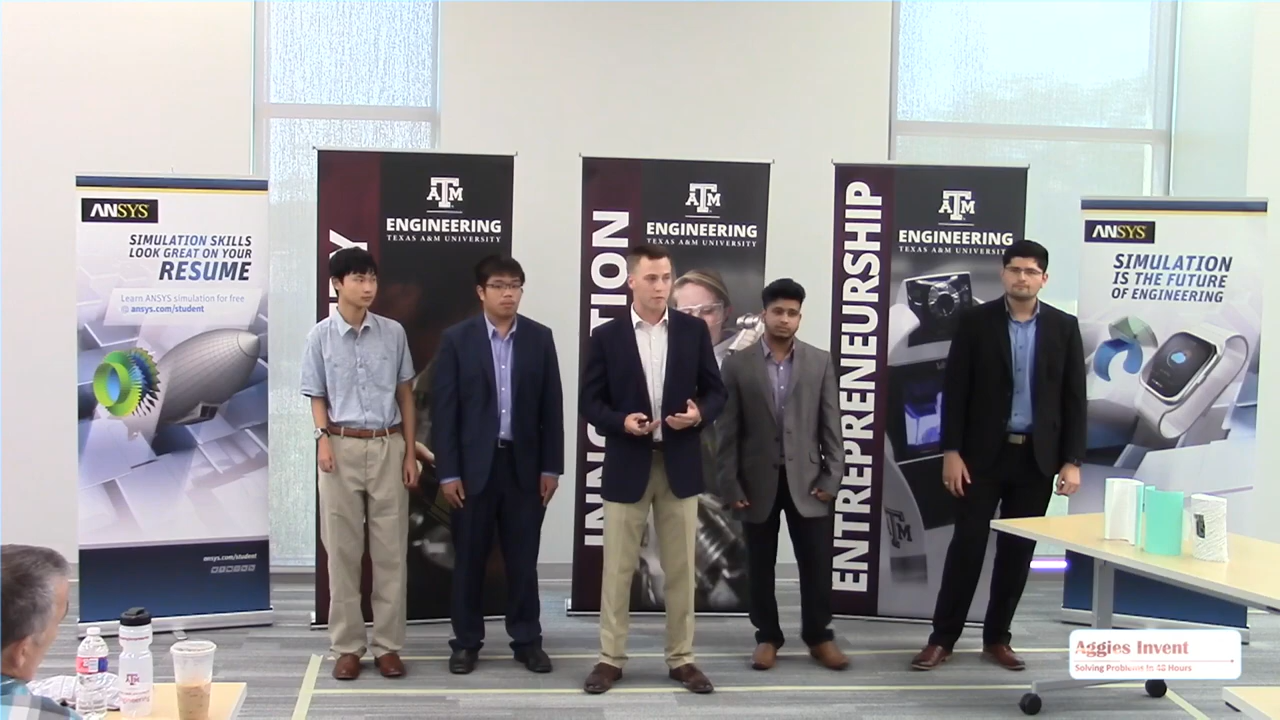 ANSYS
SIMULATION SKILLS
LOOK GREAT ON YOUR
RESUME
Learn ANSYS simulation for free
ansys.com/student
ansys.com/student
ATM
ENGINEERING
TEXAS A&M UNIVERSITY
ATM
ENGINEERING
TEXAS A&M UNIVERSITY
ENTREPRENEURSHIP
ATM
ENGINEERING
TEXAS A&M UNIVERSITY
ATM
ANSYS
SIMULATION
IS THE FUTURE
OF ENGINEERING
ATM
Aggies Invent
Solving Problems in 48 Hours